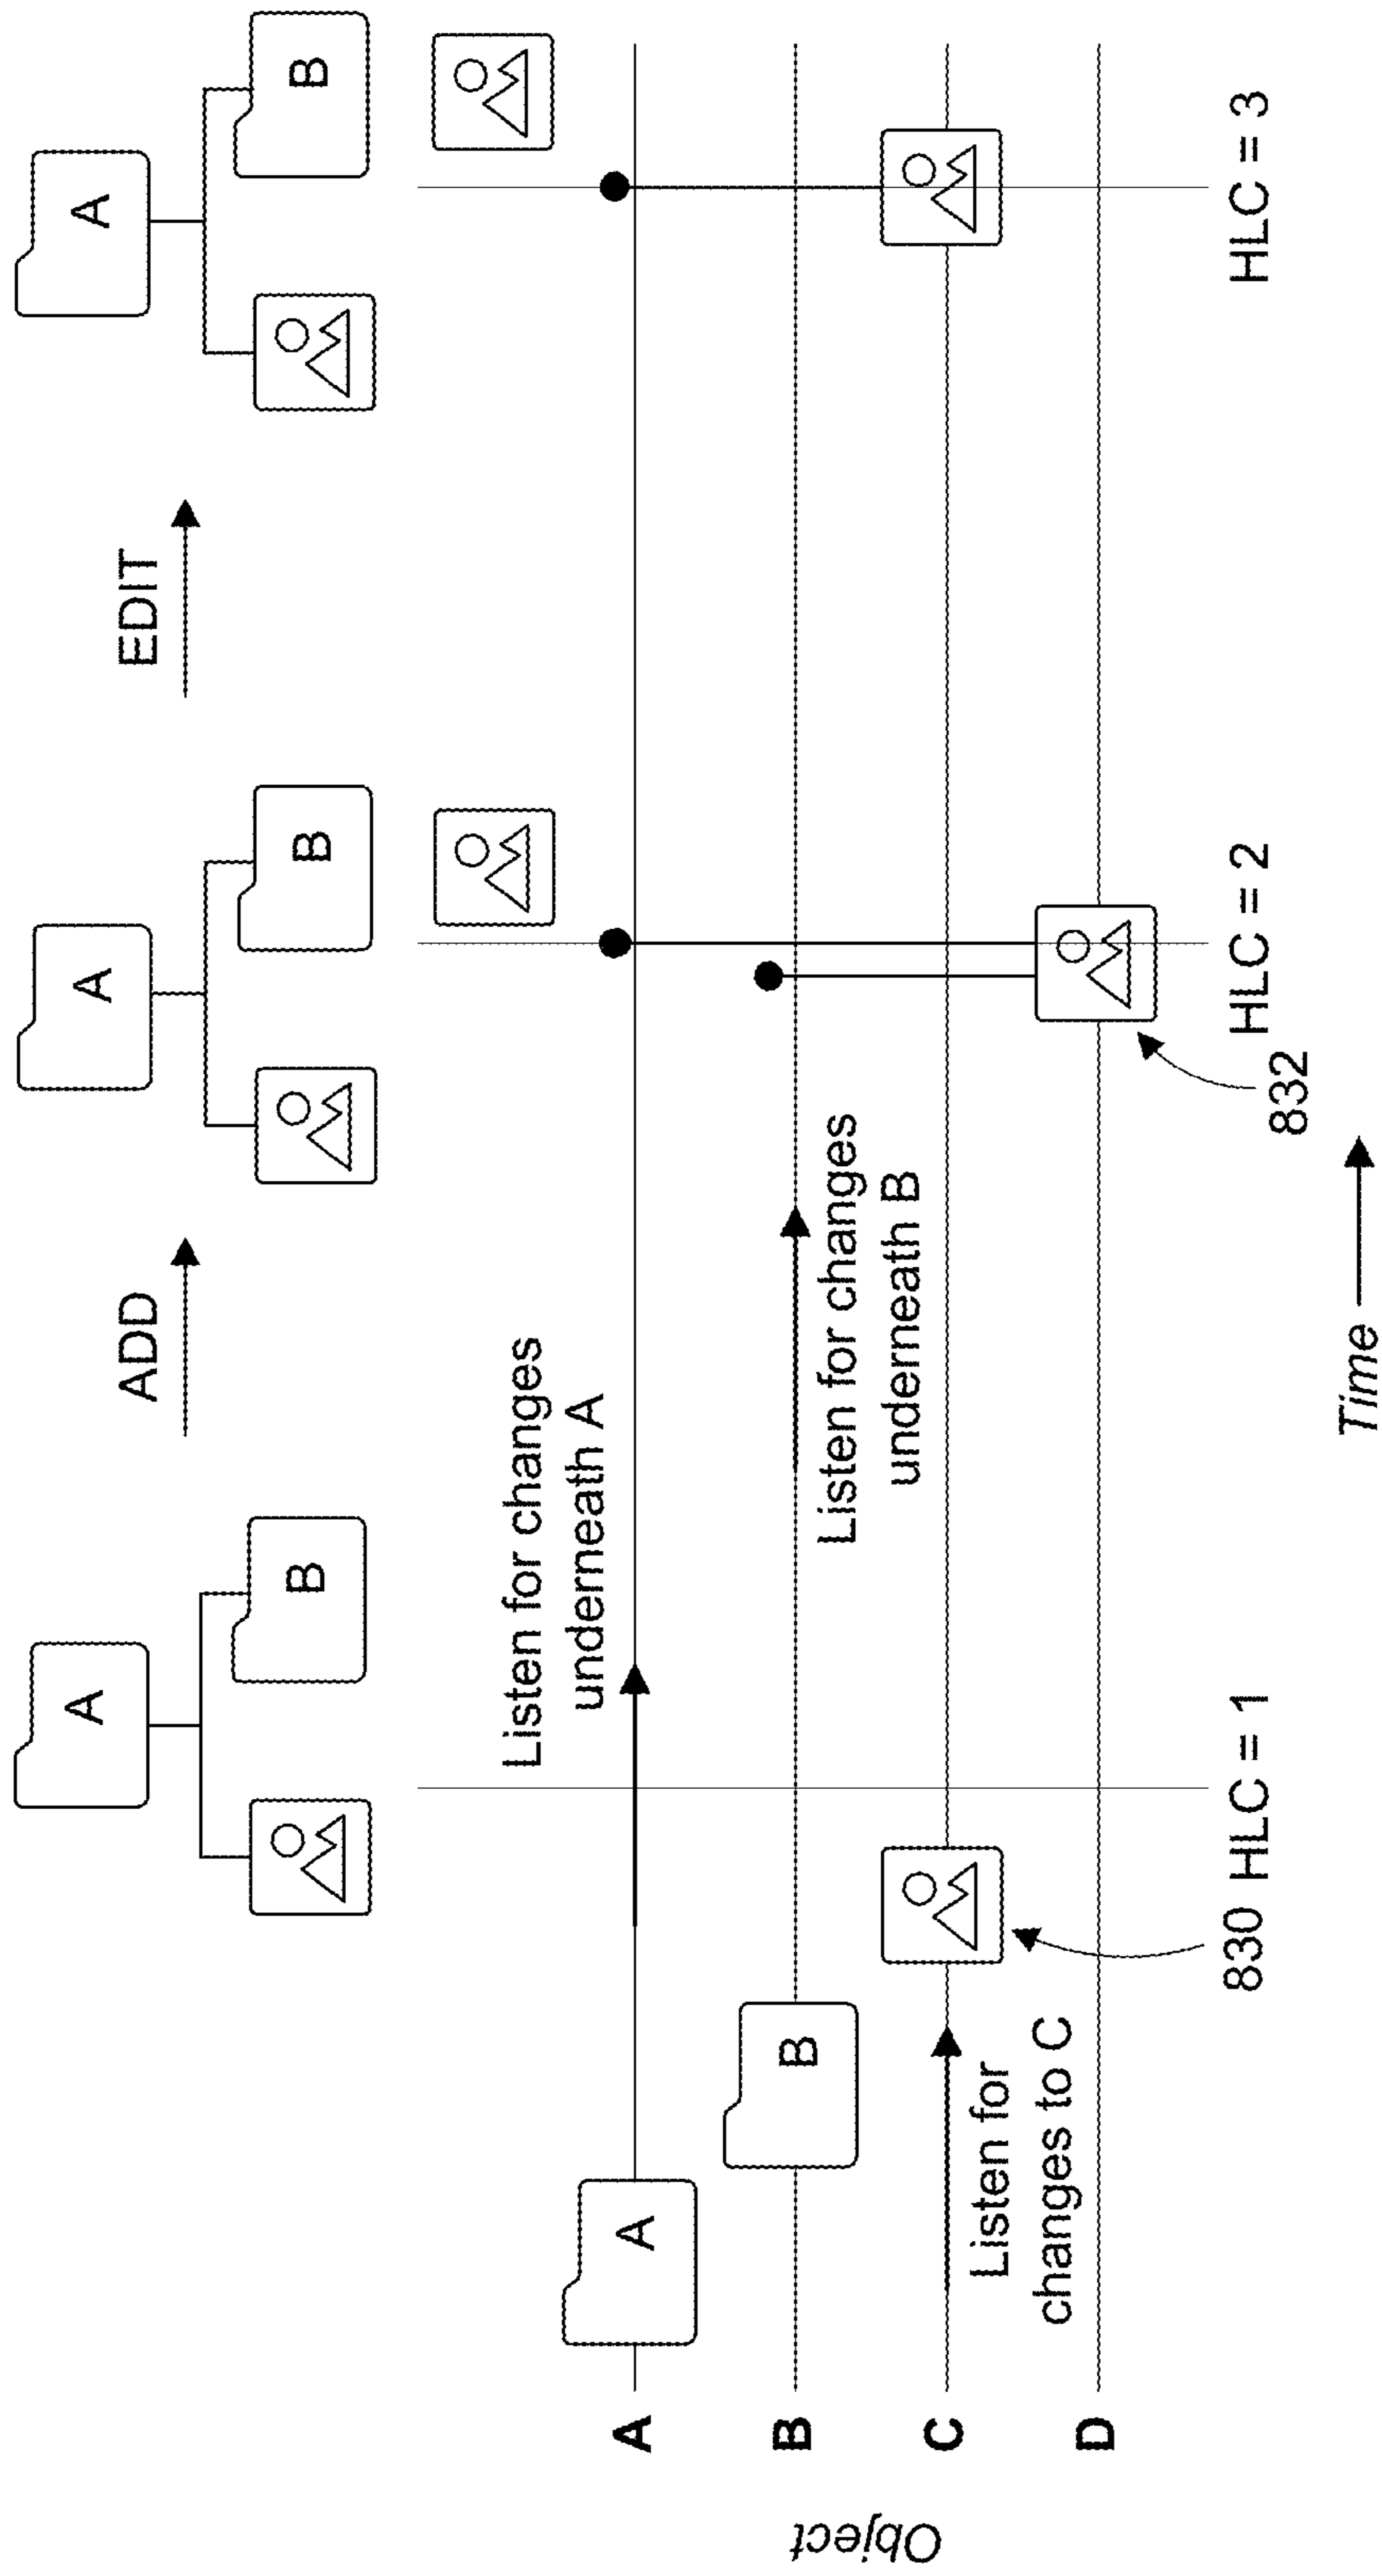 ADD
EDIT
A
A
A
B
B
B
Listen for changes
underneath A
A
A
B
B
Listen for changes
underneath B
C
Listen for
changes to C
D
Object
830
HLC = 1
832
HLC = 2
HLC = 3
Time